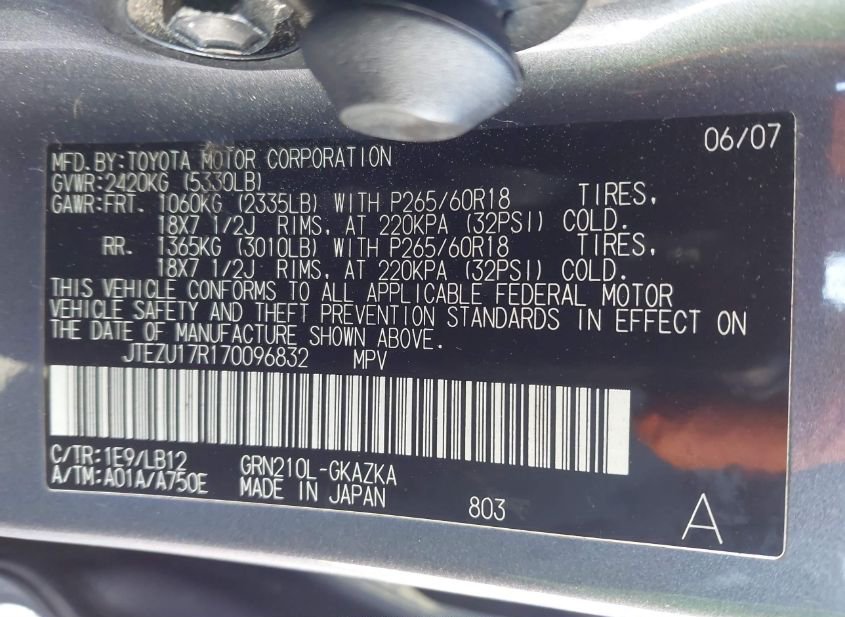 06/07
MFD.BY:TOYOTA MOTOR CORPORATION
GVWR:2420KG (5330LB)
GAWR:FRT. 1060KG (2335LB) WITH P265/60R18 TIRES,
18X7 1/2J RIMS, AT 220KPA (32PSI) COLD.
RR. 1365KG (3010LB) WITH P265/60R18 TIRES,
18X7 1/2J RIMS, AT 220KPA (32PSI) COLD.
THIS VEHICLE CONFORMS TO ALL APPLICABLE FEDERAL MOTOR
VEHICLE SAFETY AND THEFT PREVENTION STANDARDS IN EFFECT ON
THE DATE OF MANUFACTURE SHOWN ABOVE.
JTEZU17R170096832 MPV
C/TR:1E9/LB12 GRN210L-GKAZKA
A/TM:A01A/A750E MADE IN JAPAN 803 A